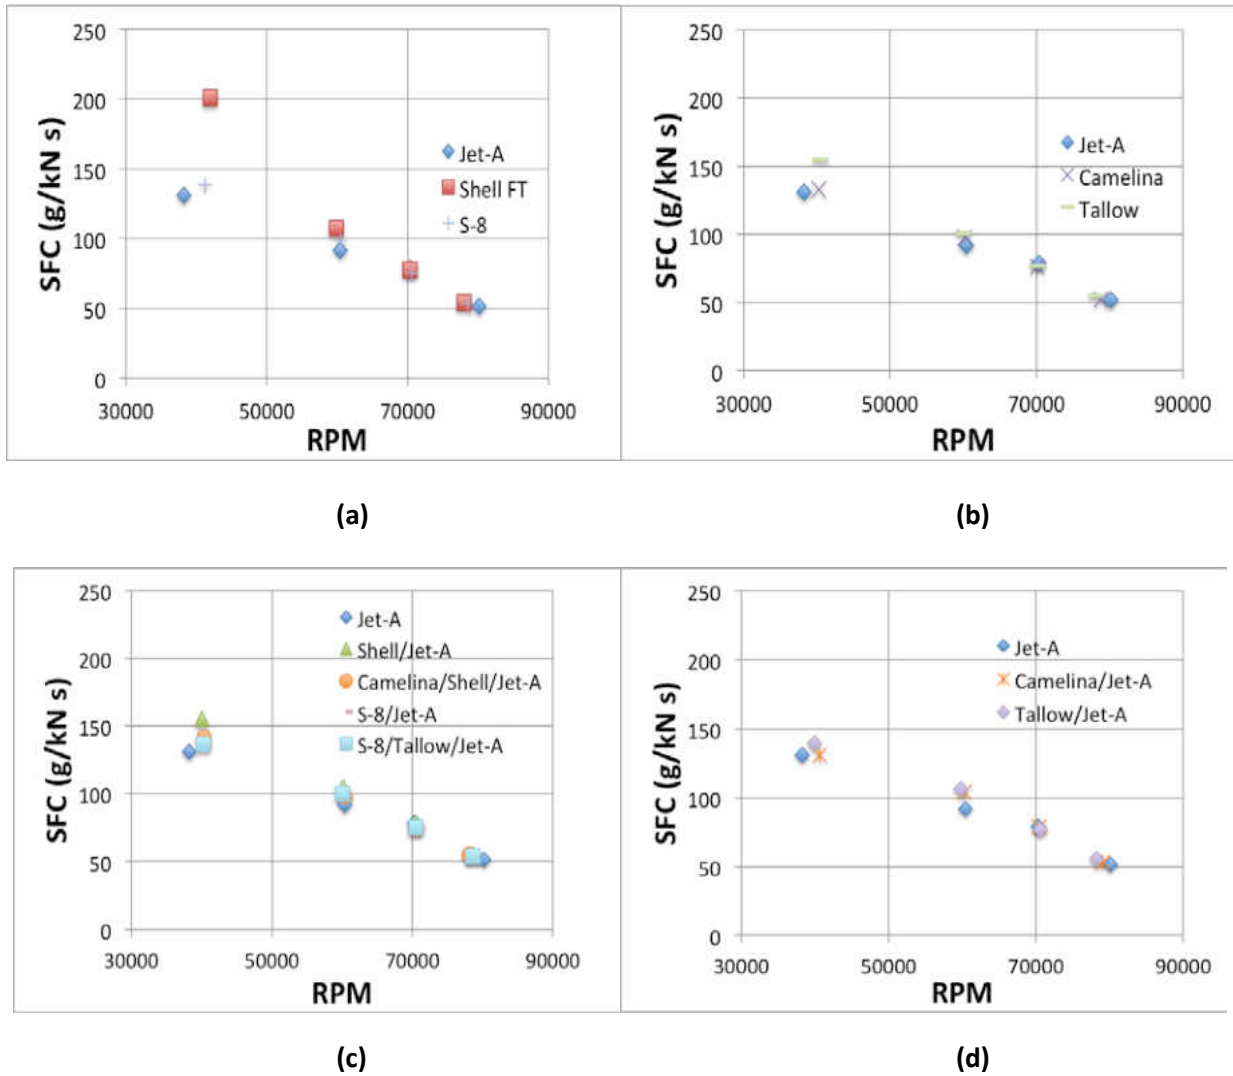 250
200
150
100
50
0
SFC (g/kN s)
30000 50000 70000 90000
RPM
Jet-A
Shell FT
S-8
(a)
250
200
150
100
50
0
SFC (g/kN s)
30000 50000 70000 90000
RPM
Jet-A
Camelina
Tallow
(b)
250
200
150
100
50
0
SFC (g/kN s)
30000 50000 70000 90000
RPM
Jet-A
Shell/Jet-A
Camelina/Shell/Jet-A
S-8/Jet-A
S-8/Tallow/Jet-A
(c)
250
200
150
100
50
0
SFC (g/kN s)
30000 50000 70000 90000
RPM
Jet-A
Camelina/Jet-A
Tallow/Jet-A
(d)